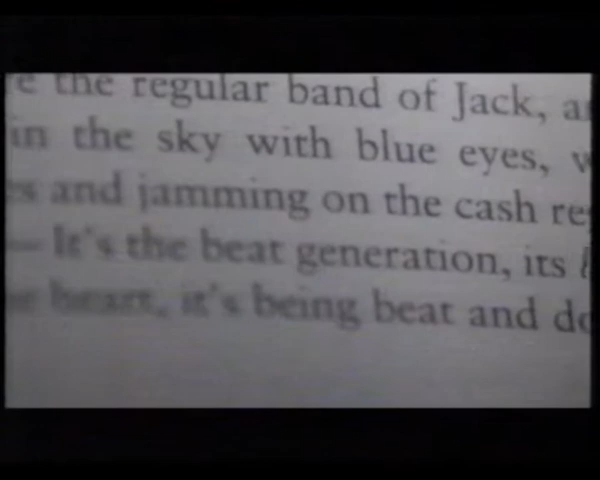 the regular band of Jack,
in the sky with blue eyes,
and jamming on the cash
— It's the beat generation, its
heart, it's being beat and